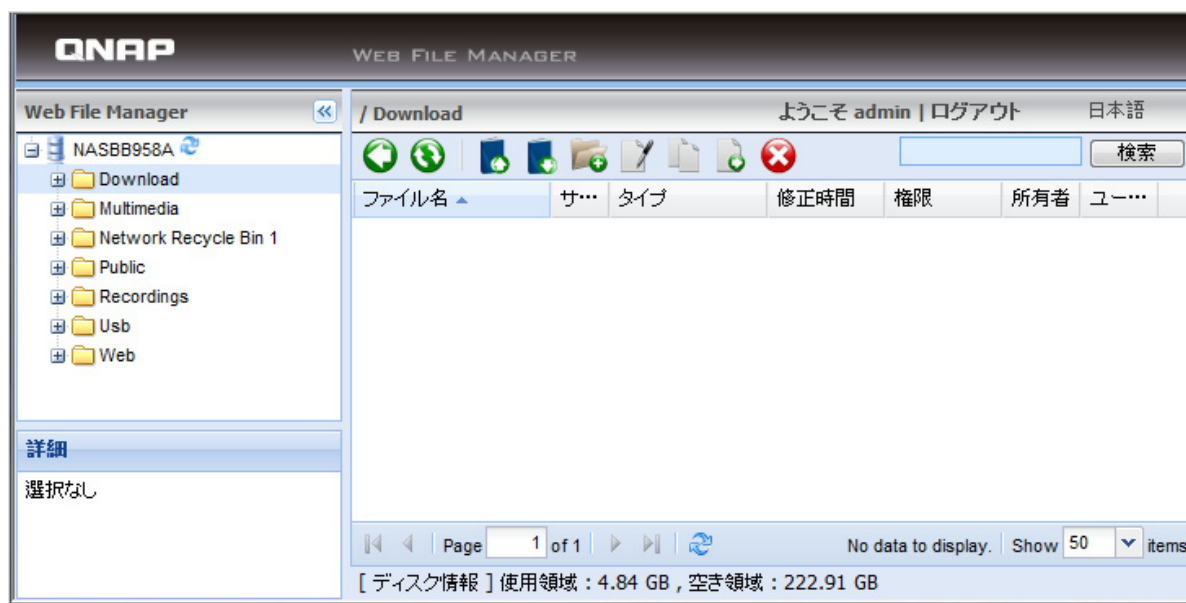 QNAP
WEB FILE MANAGER
Web File Manager
/ Download
ようこそ admin | ログアウト
日本語
NASBB958A
Download
Multimedia
Network Recycle Bin 1
Public
Recordings
Usb
Web
検索
ファイル名 サ… タイプ 修正時間 権限 所有者 ユー…
詳細
選択なし
Page 1 of 1
No data to display. Show 50 items
[ ディスク情報 ] 使用領域 : 4.84 GB , 空き領域 : 222.91 GB